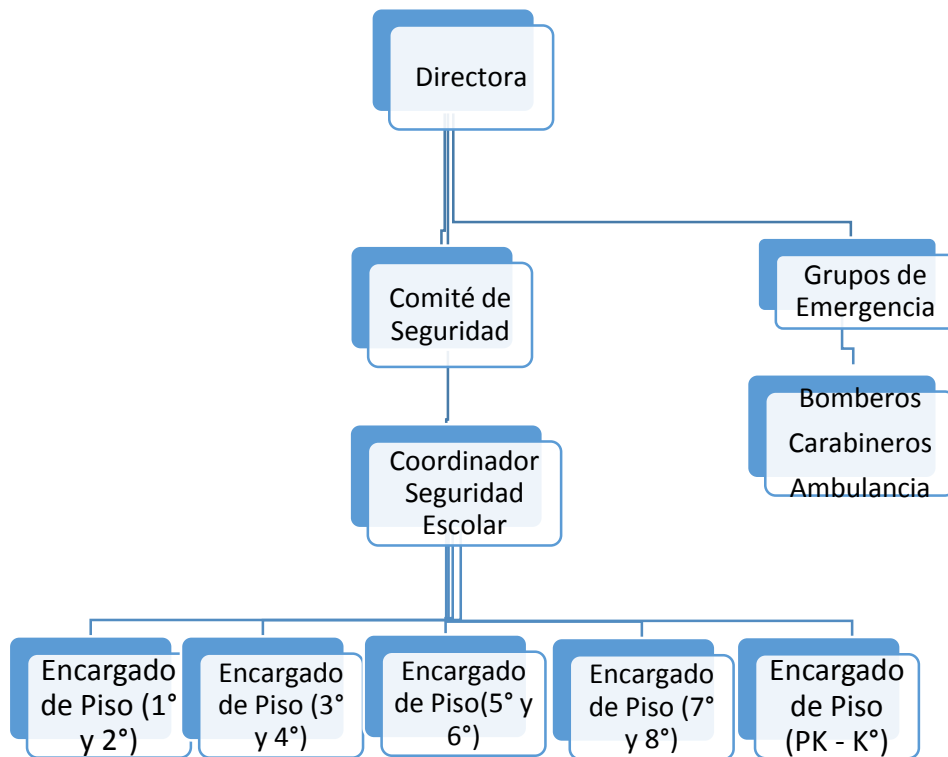 Directora
Comité de
Seguridad
Grupos de
Emergencia
Bomberos
Carabineros
Ambulancia
Coordinador
Seguridad
Escolar
Encargado
de Piso (1°
y 2°)
Encargado
de Piso (3°
y 4°)
Encargado
de Piso(5° y
6°)
Encargado
de Piso (7°
y 8°)
Encargado
de Piso
(PK - K°)